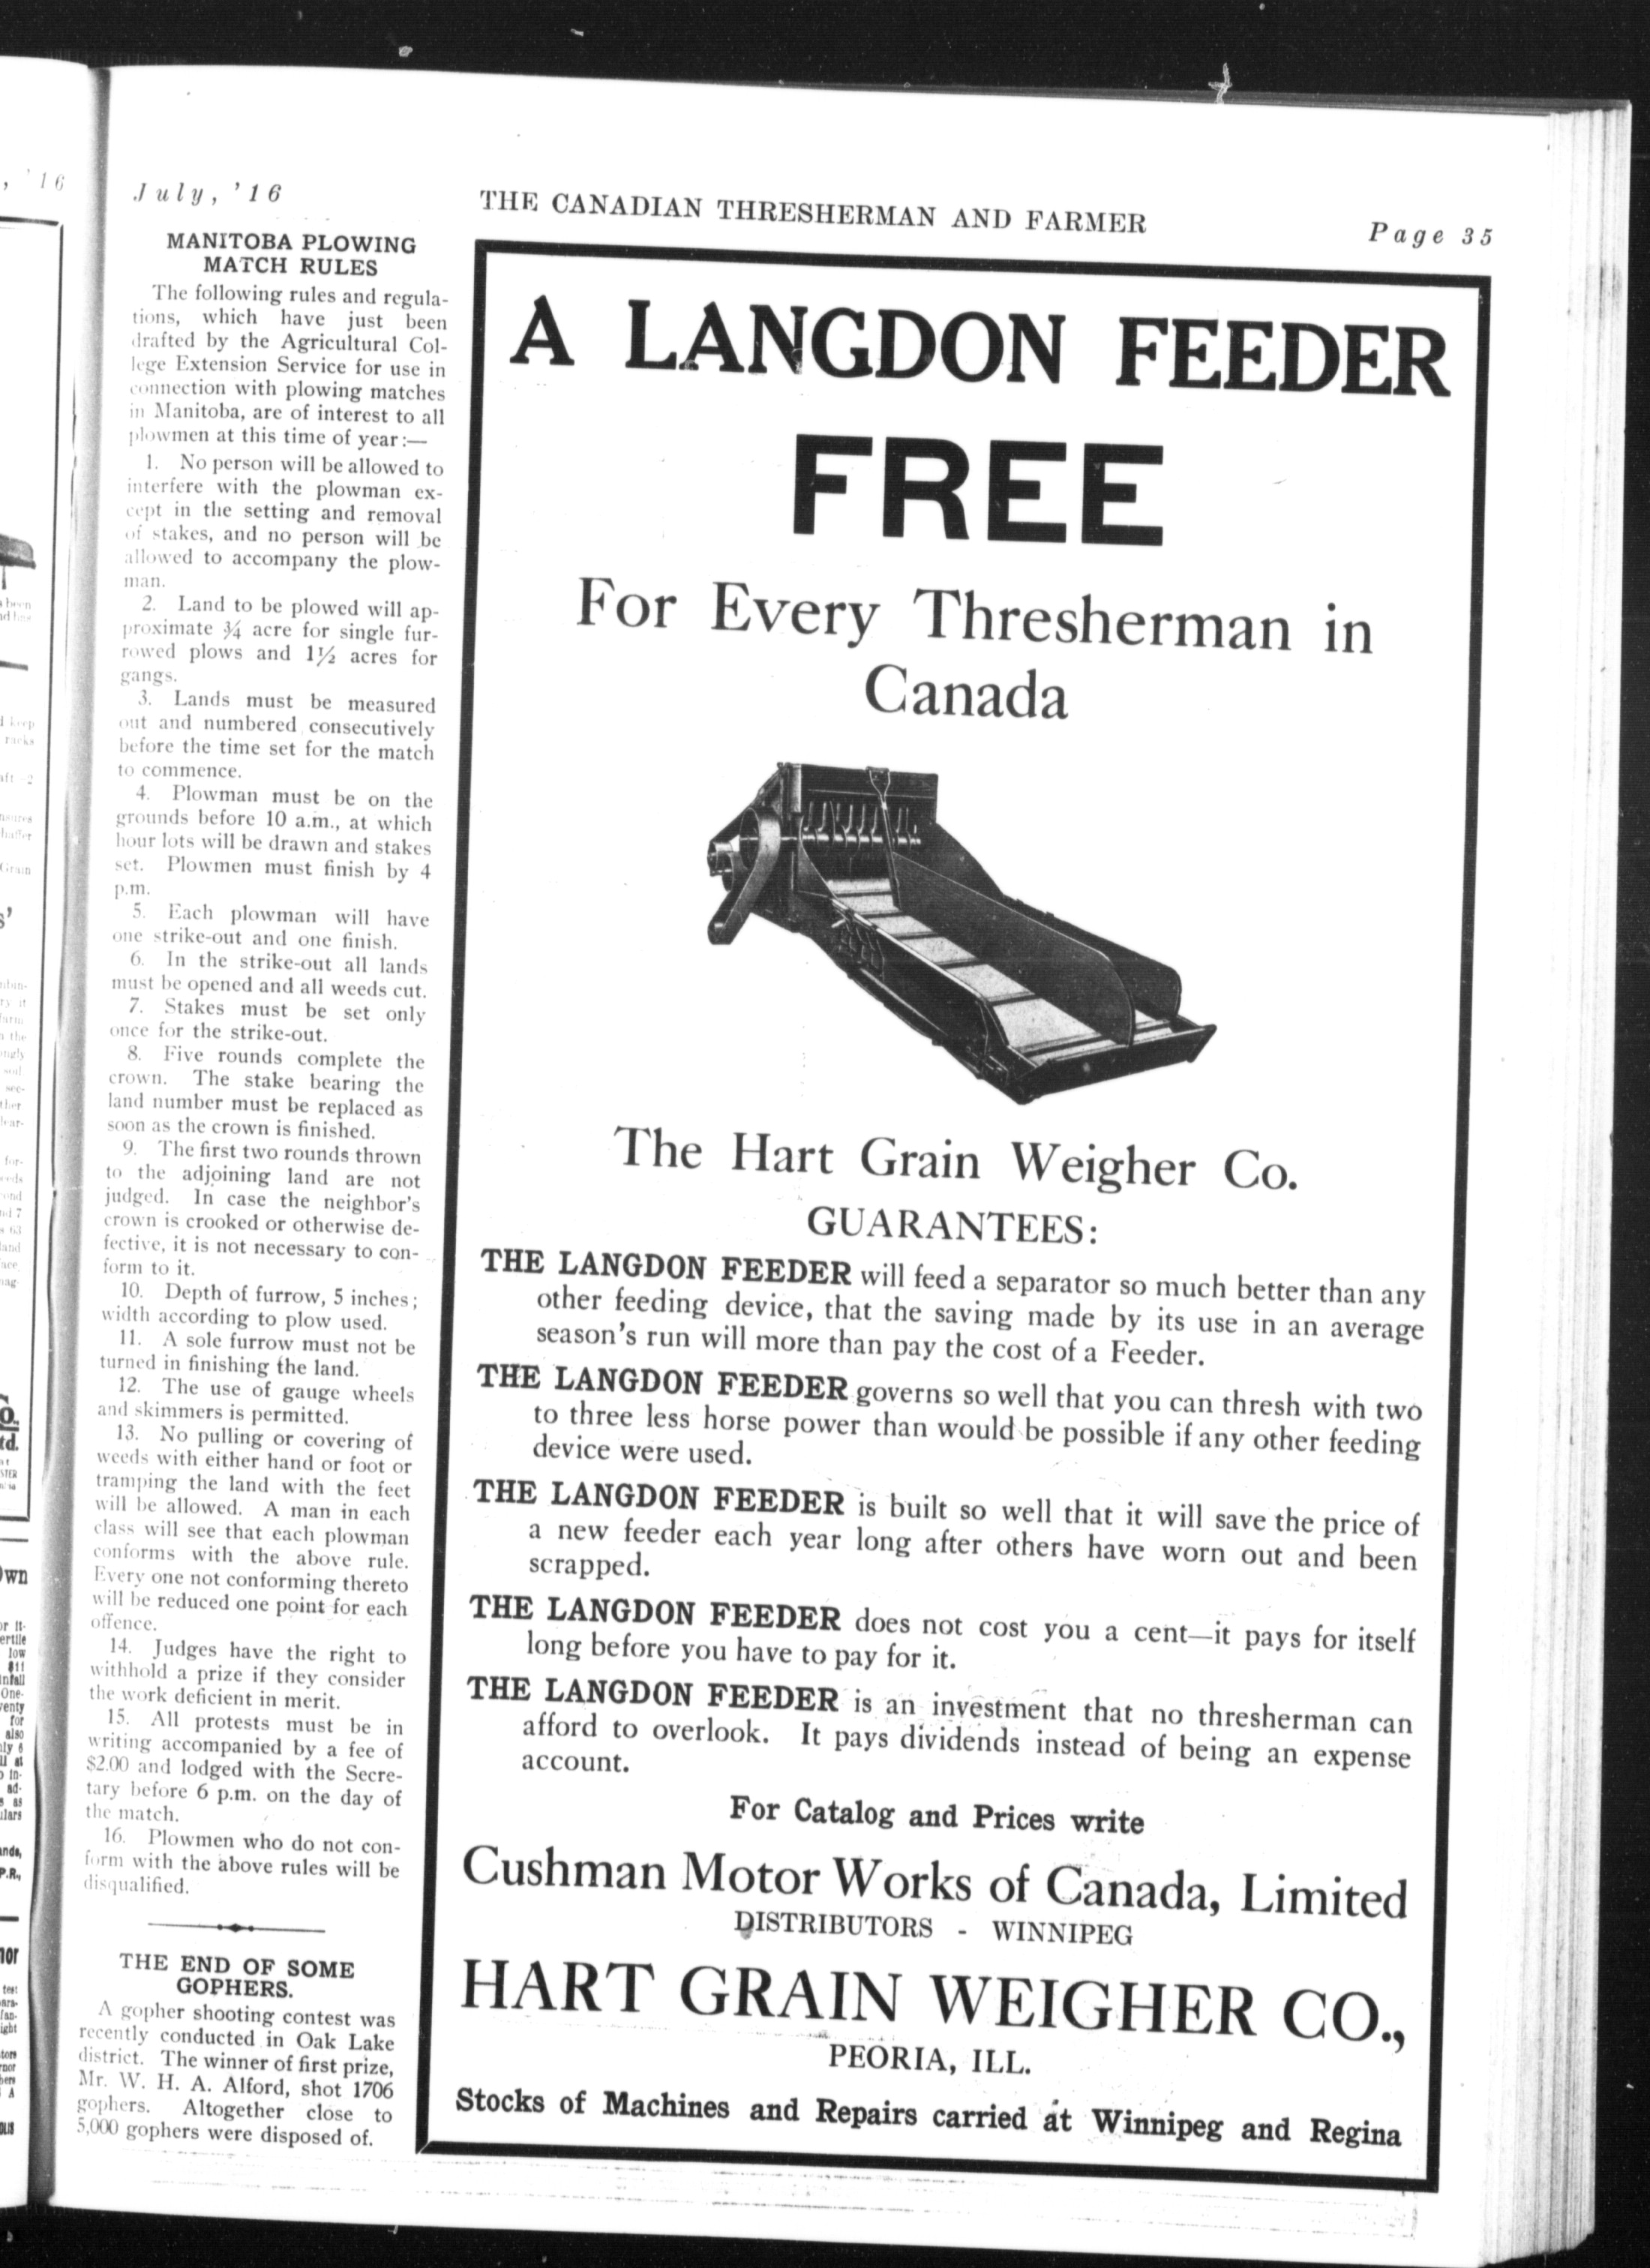 July, '16
THE CANADIAN THRESHERMAN AND FARMER
Page 35
MANITOBA PLOWING
MATCH RULES
The following rules and regula-
tions, which have just been
drafted by the Agricultural Col-
lege Extension Service for use in
connection with plowing matches
in Manitoba, are of interest to all
plowmen at this time of year:—
1. No person will be allowed to
interfere with the plowman ex-
cept in the setting and removal
of stakes, and no person will be
allowed to accompany the plow-
man.
2. Land to be plowed will ap-
proximate ¾ acre for single fur-
rowed plows and 1½ acres for
gangs.
3. Lands must be measured
out and numbered consecutively
before the time set for the match
to commence.
4. Plowman must be on the
grounds before 10 a.m., at which
hour lots will be drawn and stakes
set. Plowmen must finish by 4
p.m.
5. Each plowman will have
one strike-out and one finish.
6. In the strike-out all lands
must be opened and all weeds cut.
7. Stakes must be set only
once for the strike-out.
8. Five rounds complete the
crown. The stake bearing the
land number must be replaced as
soon as the crown is finished.
9. The first two rounds thrown
to the adjoining land are not
judged. In case the neighbor's
crown is crooked or otherwise de-
fective, it is not necessary to con-
form to it.
10. Depth of furrow, 5 inches;
width according to plow used.
11. A sole furrow must not be
turned in finishing the land.
12. The use of gauge wheels
and skimmers is permitted.
13. No pulling or covering of
weeds with either hand or foot or
tramping the land with the feet
will be allowed. A man in each
class will see that each plowman
conforms with the above rule.
Every one not conforming thereto
will be reduced one point for each
offence.
14. Judges have the right to
withhold a prize if they consider
the work deficient in merit.
15. All protests must be in
writing accompanied by a fee of
$2.00 and lodged with the Secre-
tary before 6 p.m. on the day of
the match.
16. Plowmen who do not con-
form with the above rules will be
disqualified.
THE END OF SOME
GOPHERS.
A gopher shooting contest was
recently conducted in Oak Lake
district. The winner of first prize,
Mr. W. H. A. Alford, shot 1706
gophers. Altogether close to
5,000 gophers were disposed of.
A LANGDON FEEDER
FREE
For Every Thresherman in
Canada
The Hart Grain Weigher Co.
GUARANTEES:
THE LANGDON FEEDER will feed a separator so much better than any
other feeding device, that the saving made by its use in an average
season's run will more than pay the cost of a Feeder.
THE LANGDON FEEDER governs so well that you can thresh with two
to three less horse power than would be possible if any other feeding
device were used.
THE LANGDON FEEDER is built so well that it will save the price of
a new feeder each year long after others have worn out and been
scrapped.
THE LANGDON FEEDER does not cost you a cent—it pays for itself
long before you have to pay for it.
THE LANGDON FEEDER is an investment that no thresherman can
afford to overlook. It pays dividends instead of being an expense
account.
For Catalog and Prices write
Cushman Motor Works of Canada, Limited
DISTRIBUTORS - WINNIPEG
HART GRAIN WEIGHER CO.,
PEORIA, ILL.
Stocks of Machines and Repairs carried at Winnipeg and Regina